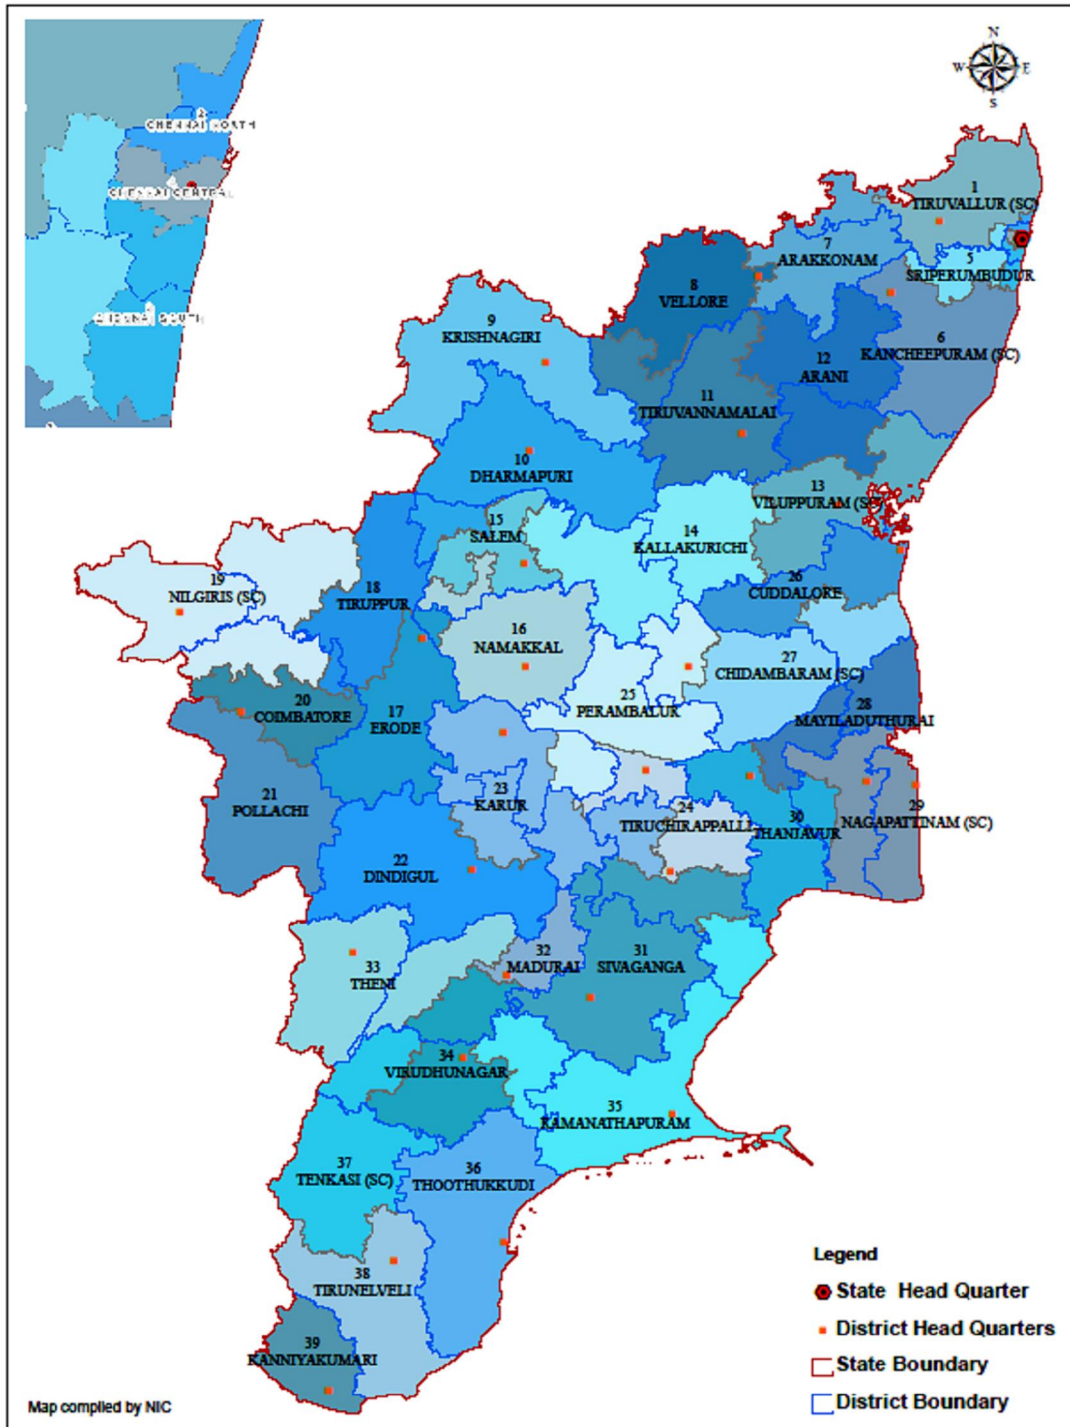 N
W E
S
2
CHENNAI NORTH
CHENNAI CENTRAL
3
CHENNAI SOUTH
1
TIRUVALLUR (SC)
7
ARAKKONAM
5
SRIPERUMBUDUR
8
VELLORE
9
KRISHNAGIRI
6
KANCHEEPURAM (SC)
12
ARANI
11
TIRUVANNAMALAI
10
DHARMAPURI
13
VILUPPURAM (SC)
15
SALEM
14
KALLAKURICHI
19
NILGIRIS (SC)
18
TIRUPPUR
26
CUDDALORE
16
NAMAKKAL
27
CHIDAMBARAM (SC)
25
PERAMBALUR
20
COIMBATORE
17
ERODE
28
MAYILADUTHURAI
21
POLLACHI
23
KARUR
24
TIRUCHIRAPPALLI
30
THANJAVUR
29
NAGAPATTINAM (SC)
22
DINDIGUL
33
THENI
32
MADURAI
31
SIVAGANGA
34
VIRUDHUNAGAR
35
RAMANATHAPURAM
37
TENKASI (SC)
36
THOOTHUKKUDI
38
TIRUNELVELI
39
KANNIYAKUMARI
Legend
State Head Quarter
District Head Quarters
State Boundary
District Boundary
Map compiled by NIC